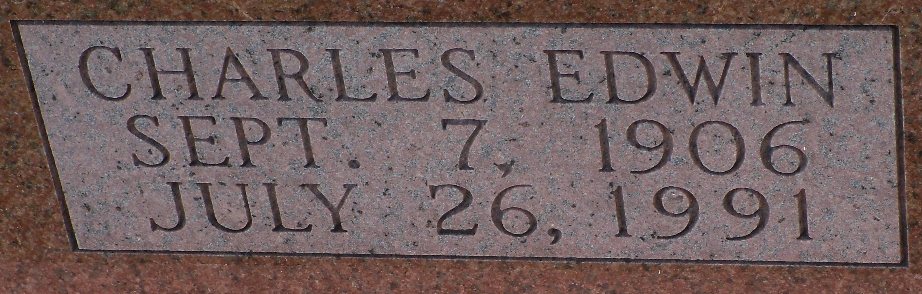 CHARLES EDWIN
SEPT. 7, 1906
JULY 26, 1991